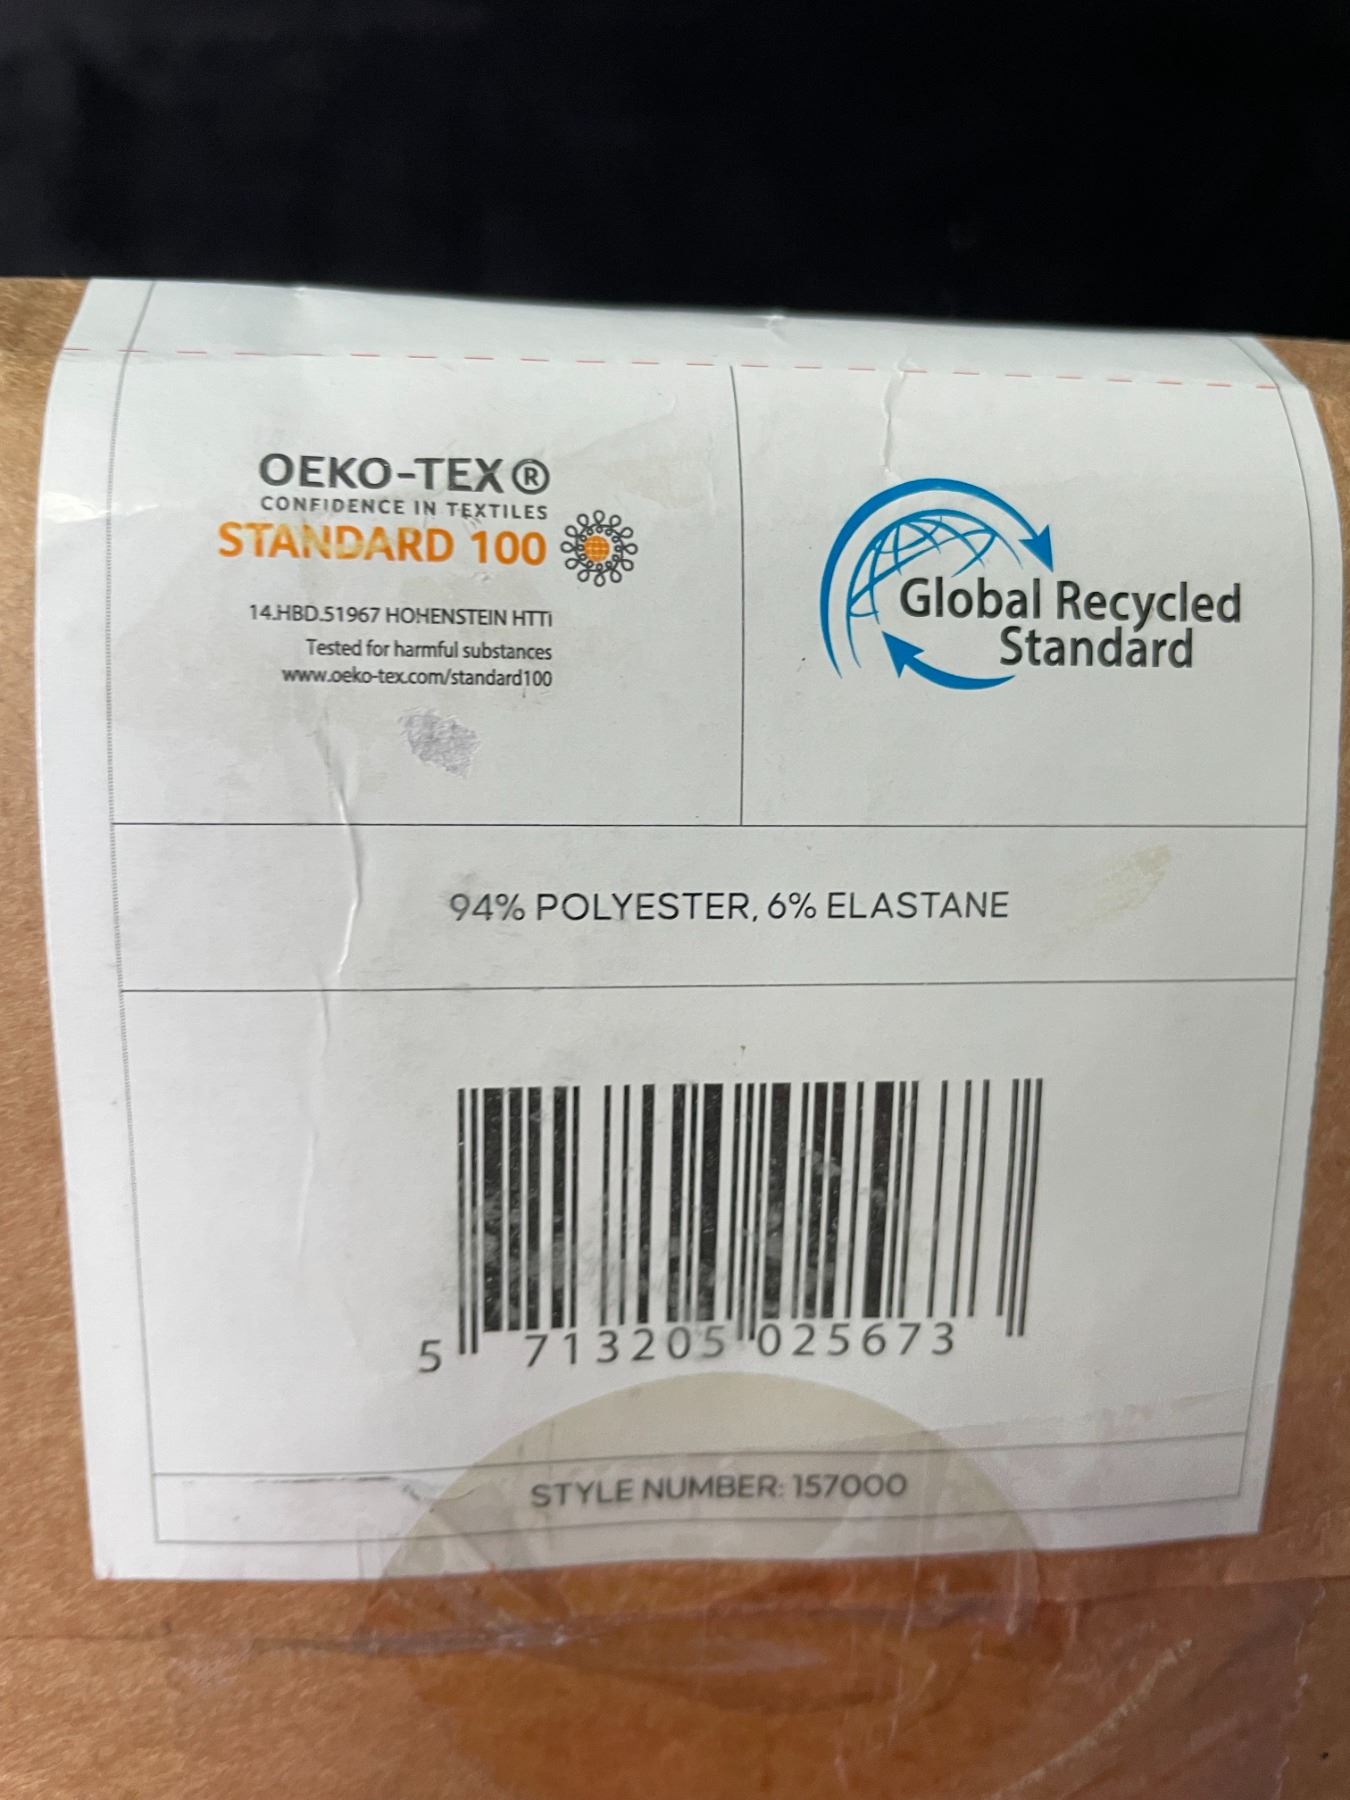 OEKO-TEX®
CONFIDENCE IN TEXTILES
STANDARD 100
14.HBD.51967 HOHENSTEIN HTTi
Tested for harmful substances
www.oeko-tex.com/standard100
Global Recycled
Standard
94% POLYESTER, 6% ELASTANE
5 713205 025673
STYLE NUMBER: 157000